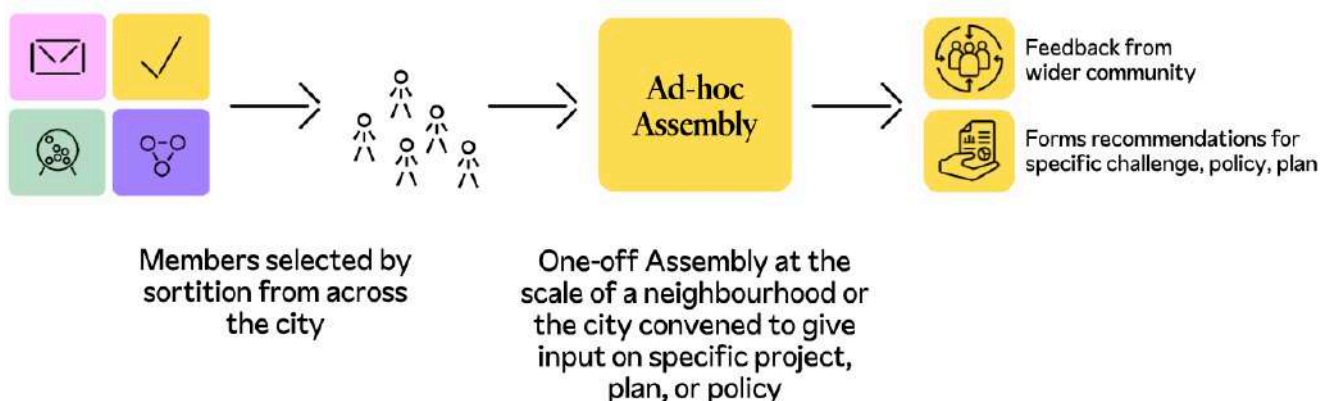 Ad-hoc
Assembly
Feedback from
wider community
Forms recommendations for
specific challenge, policy, plan
Members selected by
sortition from across
the city
One-off Assembly at the
scale of a neighbourhood or
the city convened to give
input on specific project,
plan, or policy